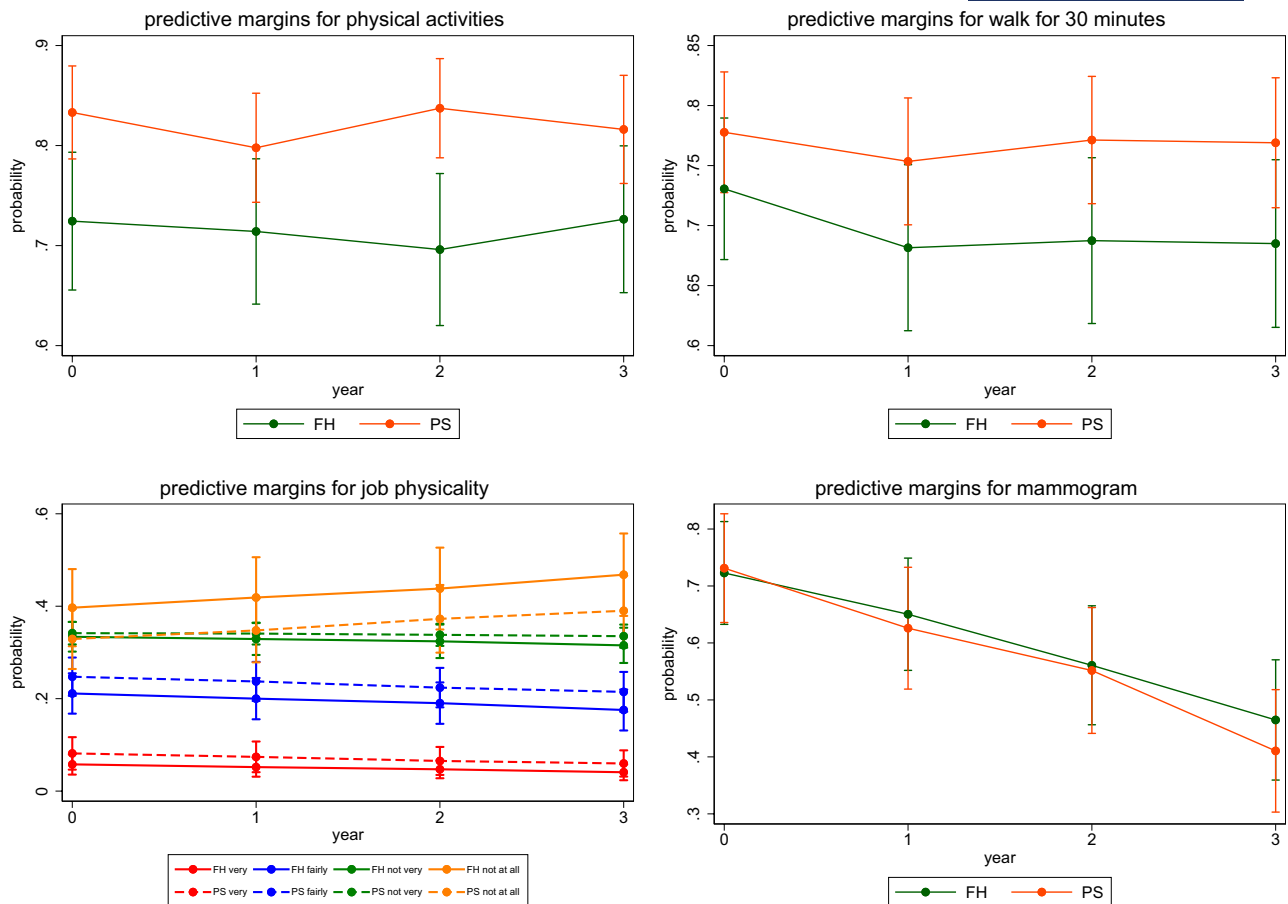 predictive margins for physical activities
probability
.9
.8
.7
.6
0 1 2 3
year
FH PS
predictive margins for walk for 30 minutes
probability
.85
.8
.75
.7
.65
.6
0 1 2 3
year
FH PS
predictive margins for job physicality
probability
.6
.4
.2
0
0 1 2 3
year
FH very FH fairly FH not very FH not at all
PS very PS fairly PS not very PS not at all
predictive margins for mammogram
probability
.8
.7
.6
.5
.4
.3
0 1 2 3
year
FH PS